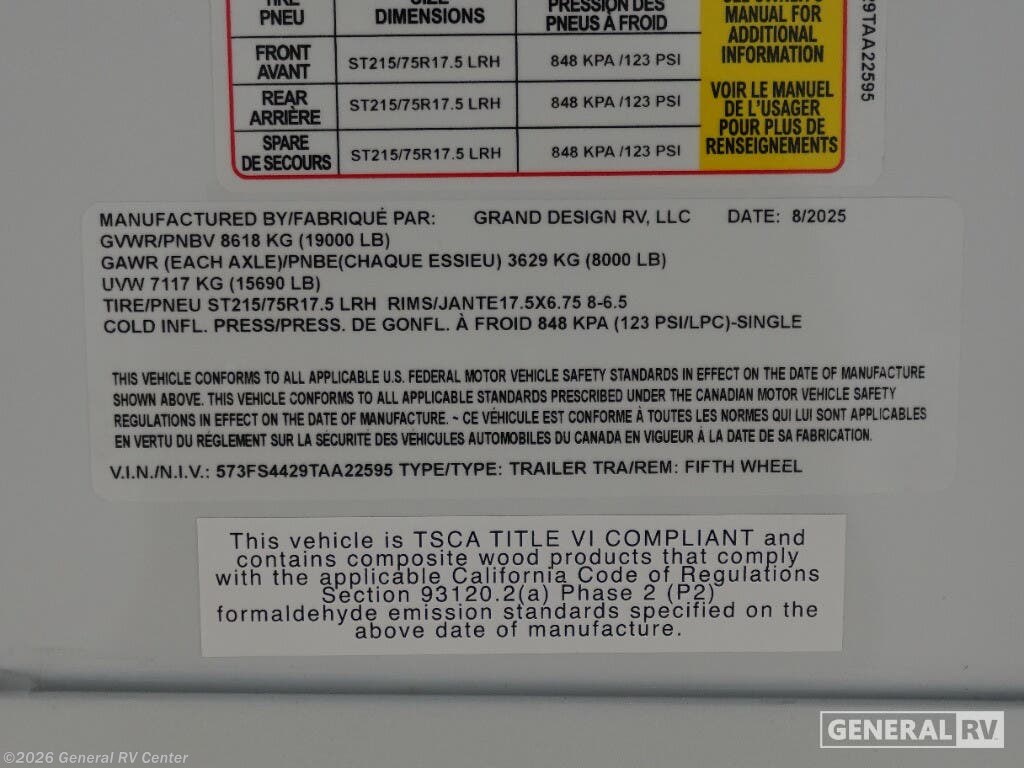 TIRE SIZE PRESSION DES
PNEU DIMENSIONS PNEUS À FROID
SEE OWNER'S
MANUAL FOR
ADDITIONAL
INFORMATION
VOIR LE MANUEL
DE L'USAGER
POUR PLUS DE
RENSEIGNEMENTS
FRONT
AVANT ST215/75R17.5 LRH 848 KPA /123 PSI
REAR
ARRIÈRE ST215/75R17.5 LRH 848 KPA /123 PSI
SPARE
DE SECOURS ST215/75R17.5 LRH 848 KPA /123 PSI
29TAA22595
MANUFACTURED BY/FABRIQUÉ PAR: GRAND DESIGN RV, LLC DATE: 8/2025
GVWR/PNBV 8618 KG (19000 LB)
GAWR (EACH AXLE)/PNBE(CHAQUE ESSIEU) 3629 KG (8000 LB)
UVW 7117 KG (15690 LB)
TIRE/PNEU ST215/75R17.5 LRH RIMS/JANTE17.5X6.75 8-6.5
COLD INFL. PRESS/PRESS. DE GONFL. À FROID 848 KPA (123 PSI/LPC)-SINGLE
THIS VEHICLE CONFORMS TO ALL APPLICABLE U.S. FEDERAL MOTOR VEHICLE SAFETY STANDARDS IN EFFECT ON THE DATE OF MANUFACTURE
SHOWN ABOVE. THIS VEHICLE CONFORMS TO ALL APPLICABLE STANDARDS PRESCRIBED UNDER THE CANADIAN MOTOR VEHICLE SAFETY
REGULATIONS IN EFFECT ON THE DATE OF MANUFACTURE. ~ CE VÉHICULE EST CONFORME À TOUTES LES NORMES QUI LUI SONT APPLICABLES
EN VERTU DU RÉGLEMENT SUR LA SÉCURITÉ DES VÉHICULES AUTOMOBILES DU CANADA EN VIGUEUR À LA DATE DE SA FABRICATION.
V.I.N./N.I.V.: 573FS4429TAA22595 TYPE/TYPE: TRAILER TRA/REM: FIFTH WHEEL
This vehicle is TSCA TITLE VI COMPLIANT and
contains composite wood products that comply
with the applicable California Code of Regulations
Section 93120.2(a) Phase 2 (P2)
formaldehyde emission standards specified on the
above date of manufacture.
GENERAL RV
©2026 General RV Center